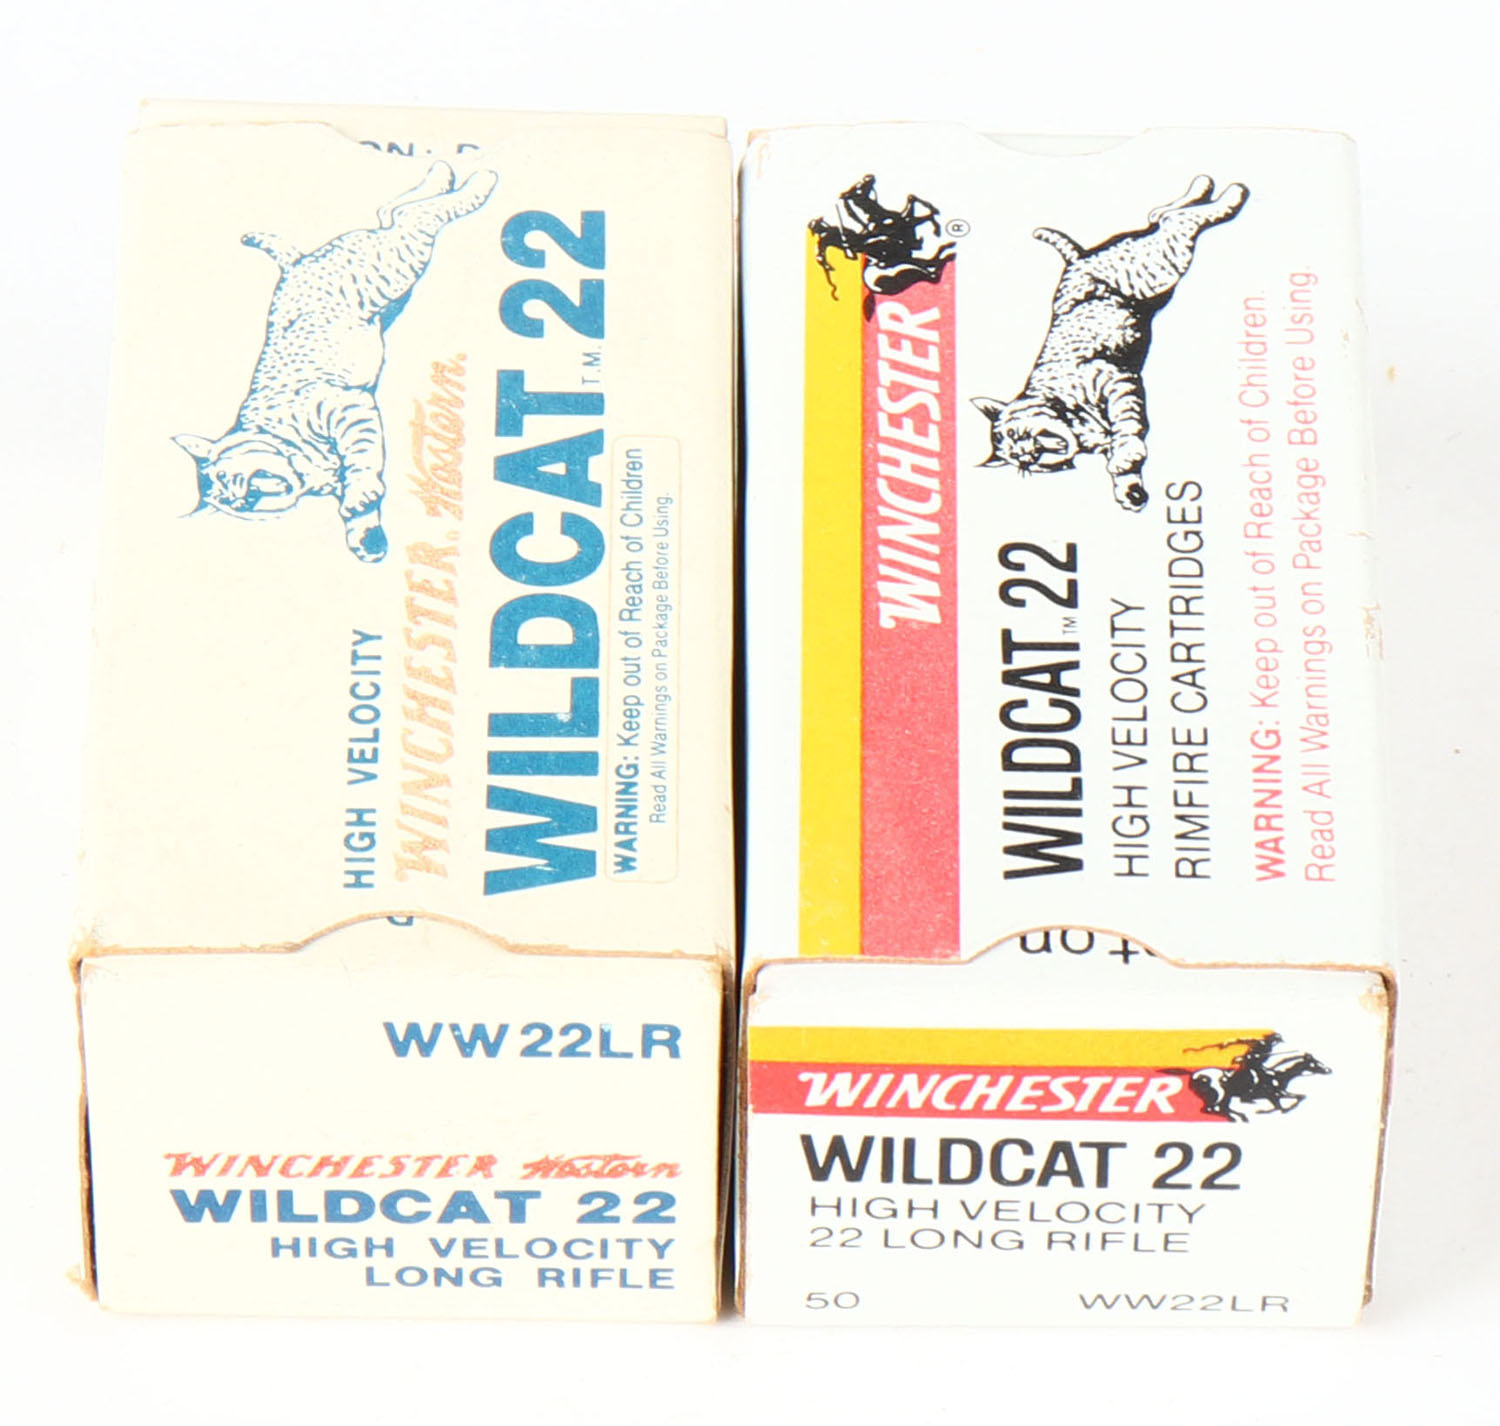 ON:
HIGH VELOCITY
WINCHESTER. Western.
WILDCAT 22
T.M.
WARNING: Keep out of Reach of Children
Read All Warnings on Package Before Using.
WW22LR
WINCHESTER Western
WILDCAT 22
HIGH VELOCITY
LONG RIFLE
®
WINCHESTER
WILDCAT 22
TM
HIGH VELOCITY
RIMFIRE CARTRIDGES
WARNING: Keep out of Reach of Children.
Read All Warnings on Package Before Using.
WINCHESTER
WILDCAT 22
HIGH VELOCITY
22 LONG RIFLE
50 WW22LR